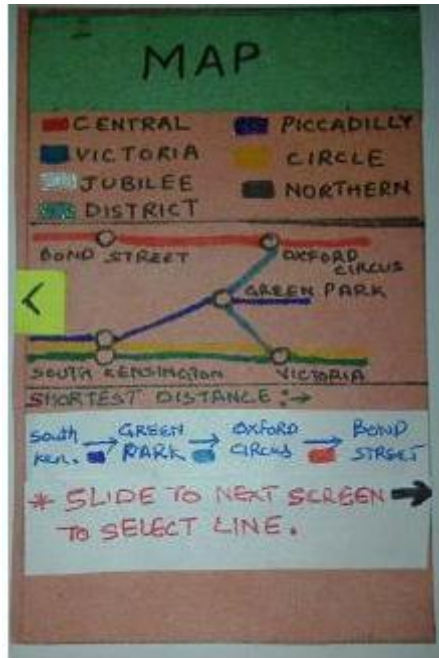 MAP
CENTRAL PICCADILLY
VICTORIA CIRCLE
JUBILEE NORTHERN
DISTRICT
BOND STREET OXFORD CIRCUS
GREEN PARK
SOUTH KENSINGTON VICTORIA
SHORTEST DISTANCE :→
South Ken. → GREEN PARK → OXFORD CIRCUS → BOND STREET
* SLIDE TO NEXT SCREEN →
TO SELECT LINE.